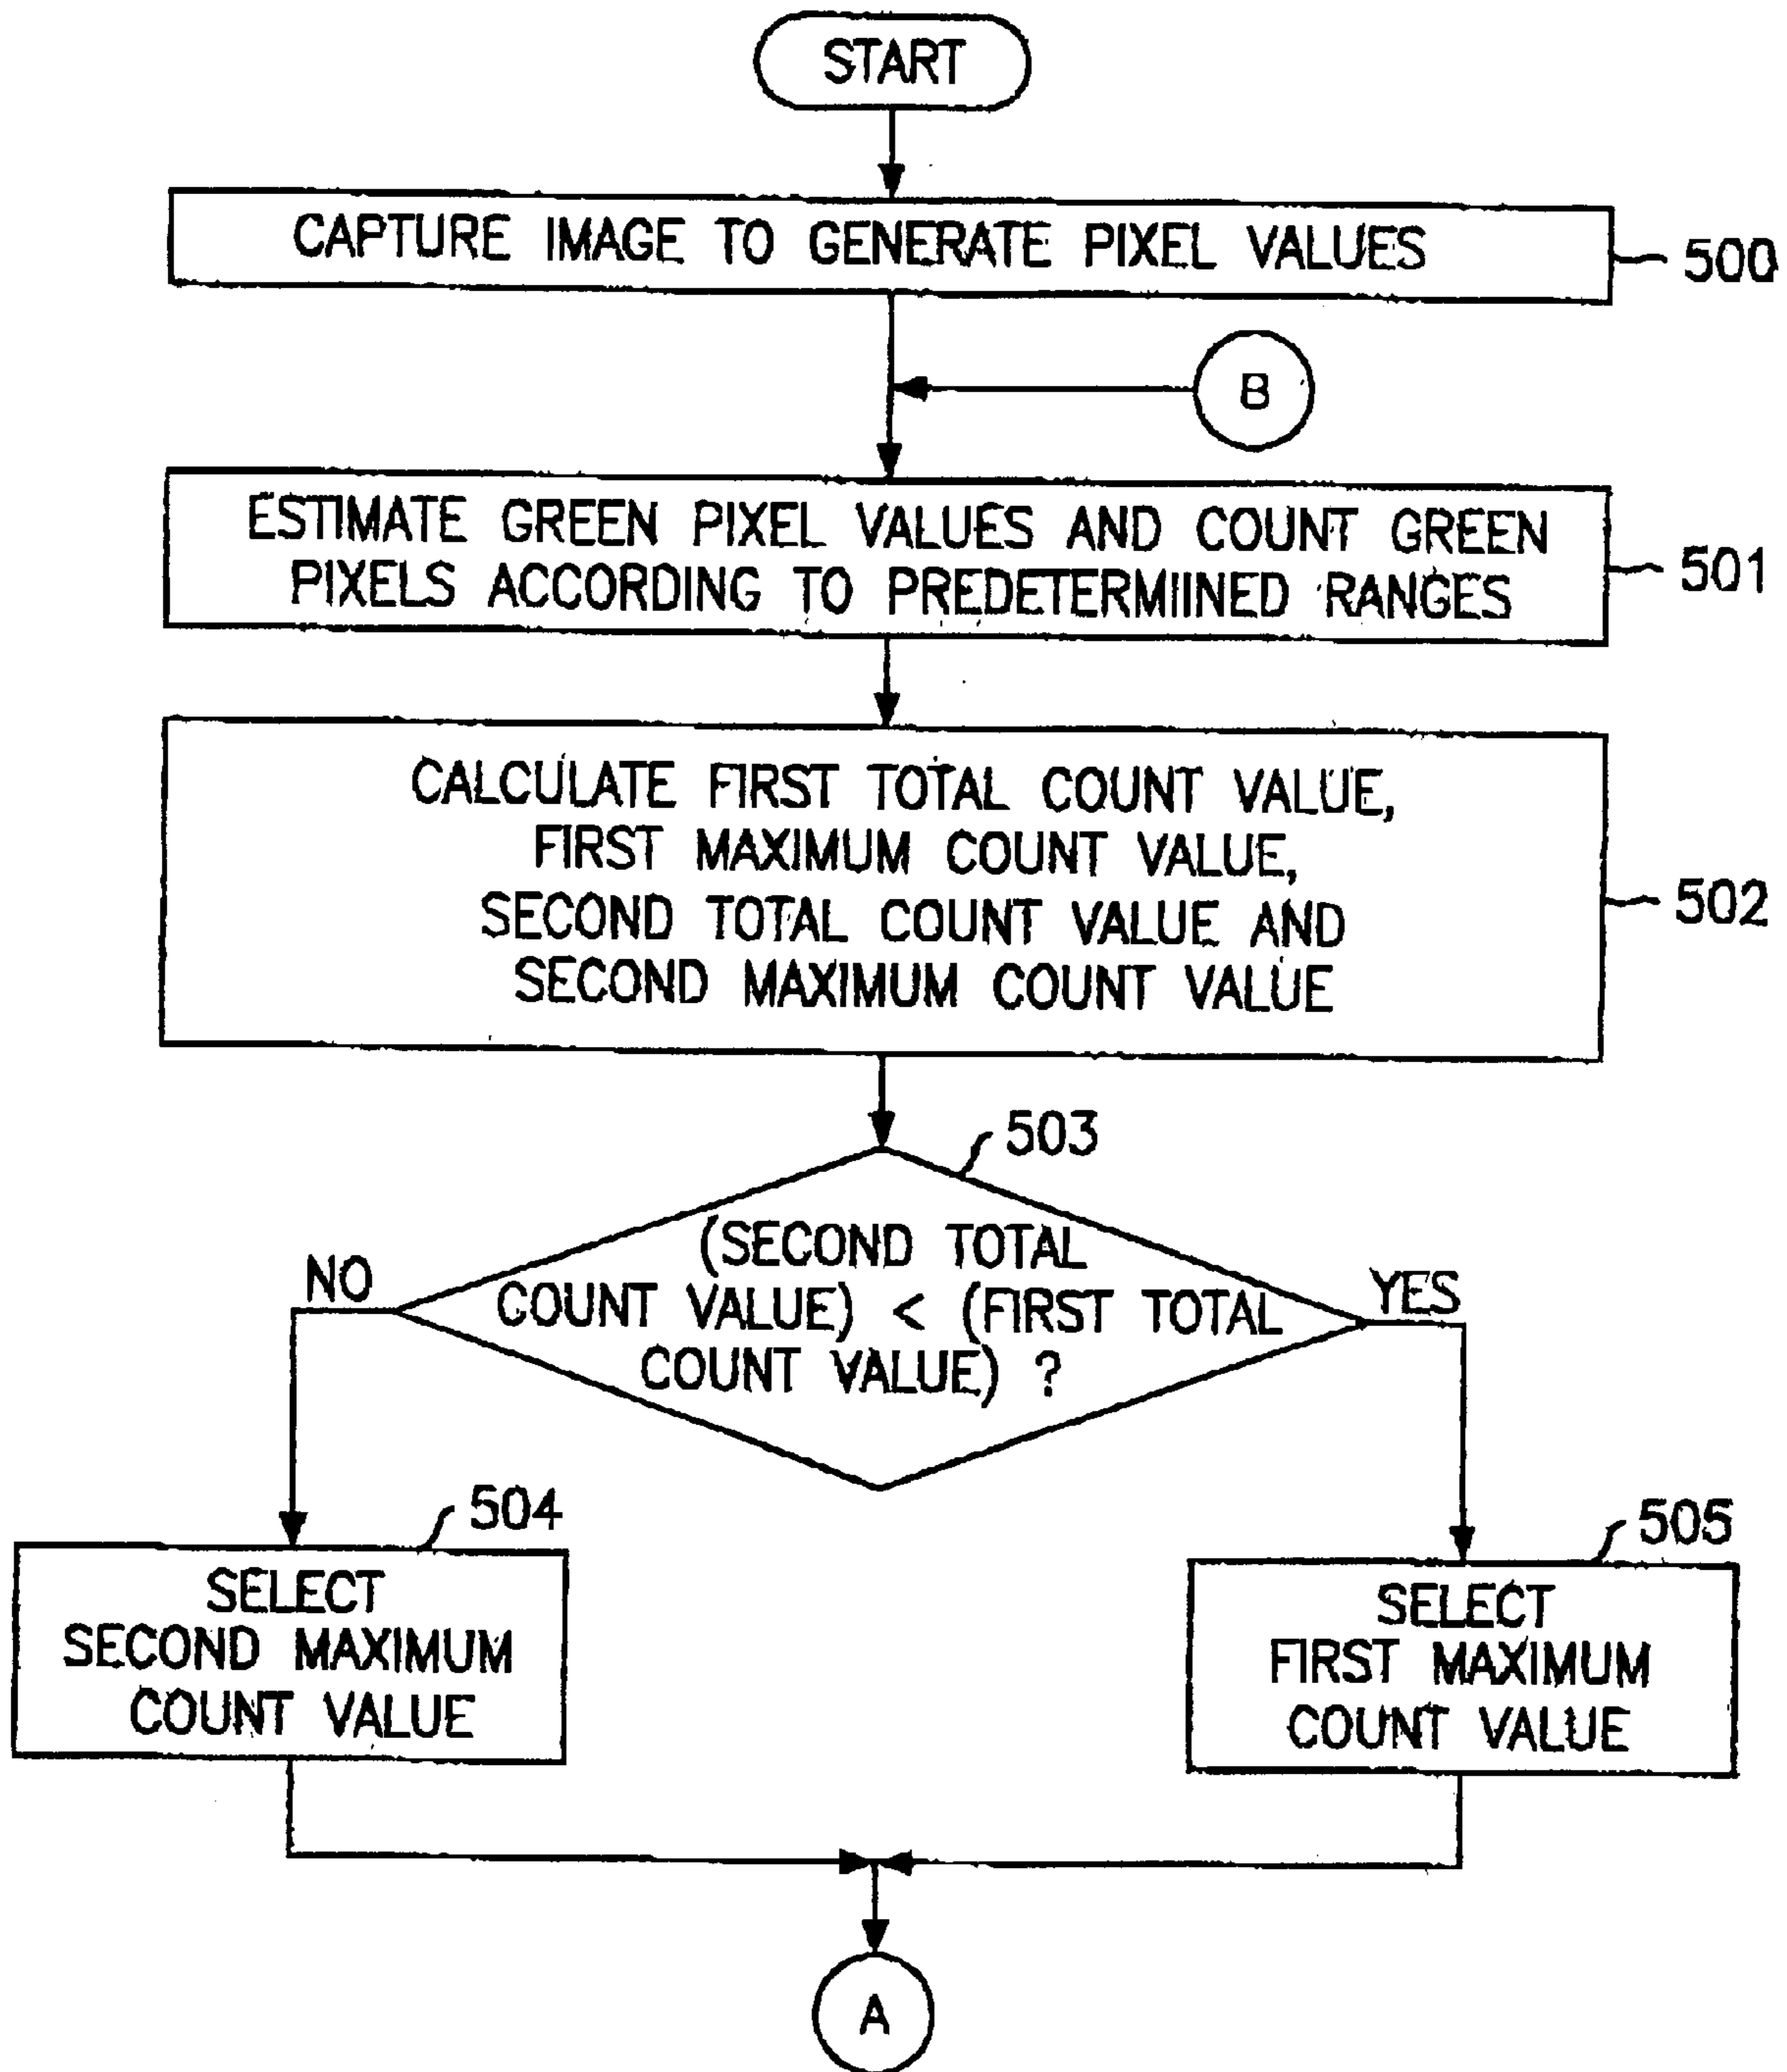 START
CAPTURE IMAGE TO GENERATE PIXEL VALUES
500
B
ESTIMATE GREEN PIXEL VALUES AND COUNT GREEN
PIXELS ACCORDING TO PREDETERMIINED RANGES
501
CALCULATE FIRST TOTAL COUNT VALUE,
FIRST MAXIMUM COUNT VALUE,
SECOND TOTAL COUNT VALUE AND
SECOND MAXIMUM COUNT VALUE
502
503
(SECOND TOTAL
COUNT VALUE) < (FIRST TOTAL
COUNT VALUE) ?
NO
YES
504
SELECT
SECOND MAXIMUM
COUNT VALUE
505
SELECT
FIRST MAXIMUM
COUNT VALUE
A